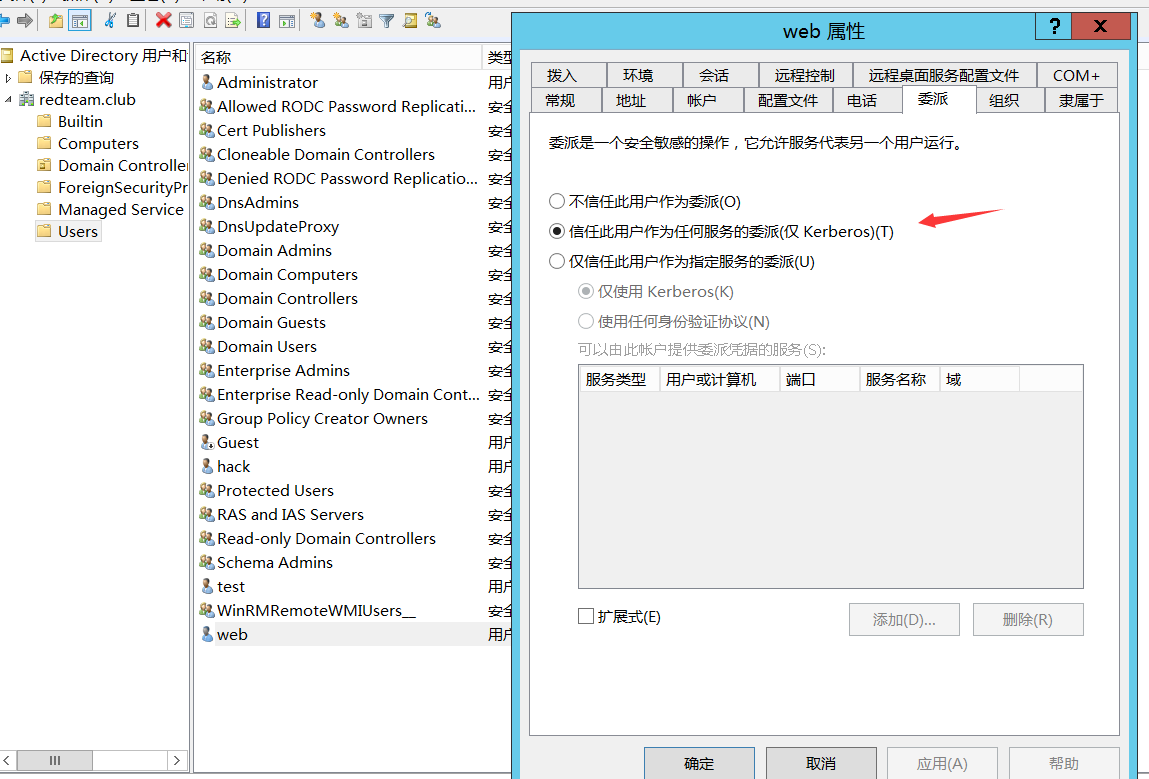 web 属性
?
X
Active Directory 用户和
保存的查询
redteam.club
Builtin
Computers
Domain Controller
ForeignSecurityPr
Managed Service
Users
名称
类型
Administrator
用户
Allowed RODC Password Replicati...
安全
Cert Publishers
安全
Cloneable Domain Controllers
安全
Denied RODC Password Replicatio...
安全
DnsAdmins
安全
DnsUpdateProxy
安全
Domain Admins
安全
Domain Computers
安全
Domain Controllers
安全
Domain Guests
安全
Domain Users
安全
Enterprise Admins
安全
Enterprise Read-only Domain Cont...
安全
Group Policy Creator Owners
安全
Guest
用户
hack
用户
Protected Users
安全
RAS and IAS Servers
安全
Read-only Domain Controllers
安全
Schema Admins
安全
test
用户
WinRMRemoteWMIUsers__
安全
web
用户
拨入 环境 会话 远程控制 远程桌面服务配置文件 COM+
常规 地址 帐户 配置文件 电话 委派 组织 隶属于
委派是一个安全敏感的操作，它允许服务代表另一个用户运行。
不信任此用户作为委派(O)
信任此用户作为任何服务的委派(仅 Kerberos)(T)
仅信任此用户作为指定服务的委派(U)
仅使用 Kerberos(K)
使用任何身份验证协议(N)
可以由此帐户提供委派凭据的服务(S):
服务类型 用户或计算机 端口 服务名称 域
扩展式(E)
添加(D)...
删除(R)
确定 取消 应用(A) 帮助